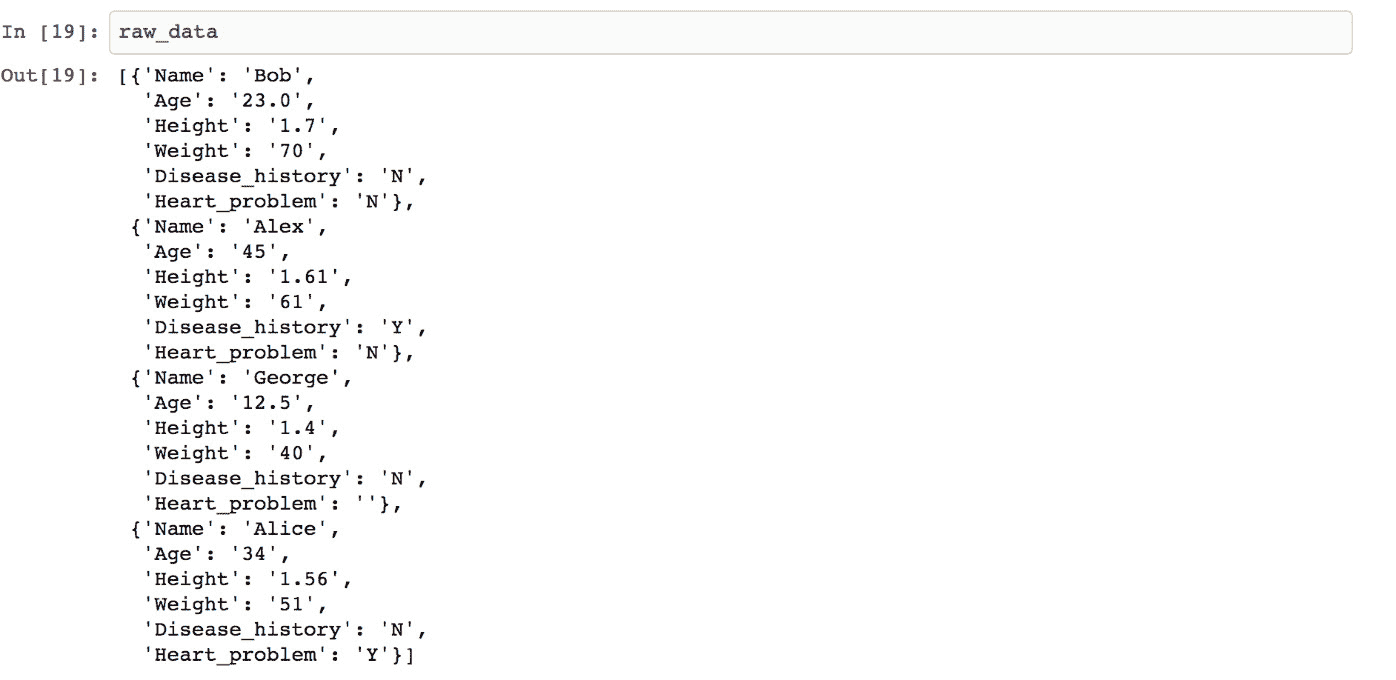 In [19]: raw_data
Out[19]: [{'Name': 'Bob',
'Age': '23.0',
'Height': '1.7',
'Weight': '70',
'Disease_history': 'N',
'Heart_problem': 'N'},
{'Name': 'Alex',
'Age': '45',
'Height': '1.61',
'Weight': '61',
'Disease_history': 'Y',
'Heart_problem': 'N'},
{'Name': 'George',
'Age': '12.5',
'Height': '1.4',
'Weight': '40',
'Disease_history': 'N',
'Heart_problem': ''},
{'Name': 'Alice',
'Age': '34',
'Height': '1.56',
'Weight': '51',
'Disease_history': 'N',
'Heart_problem': 'Y'}]